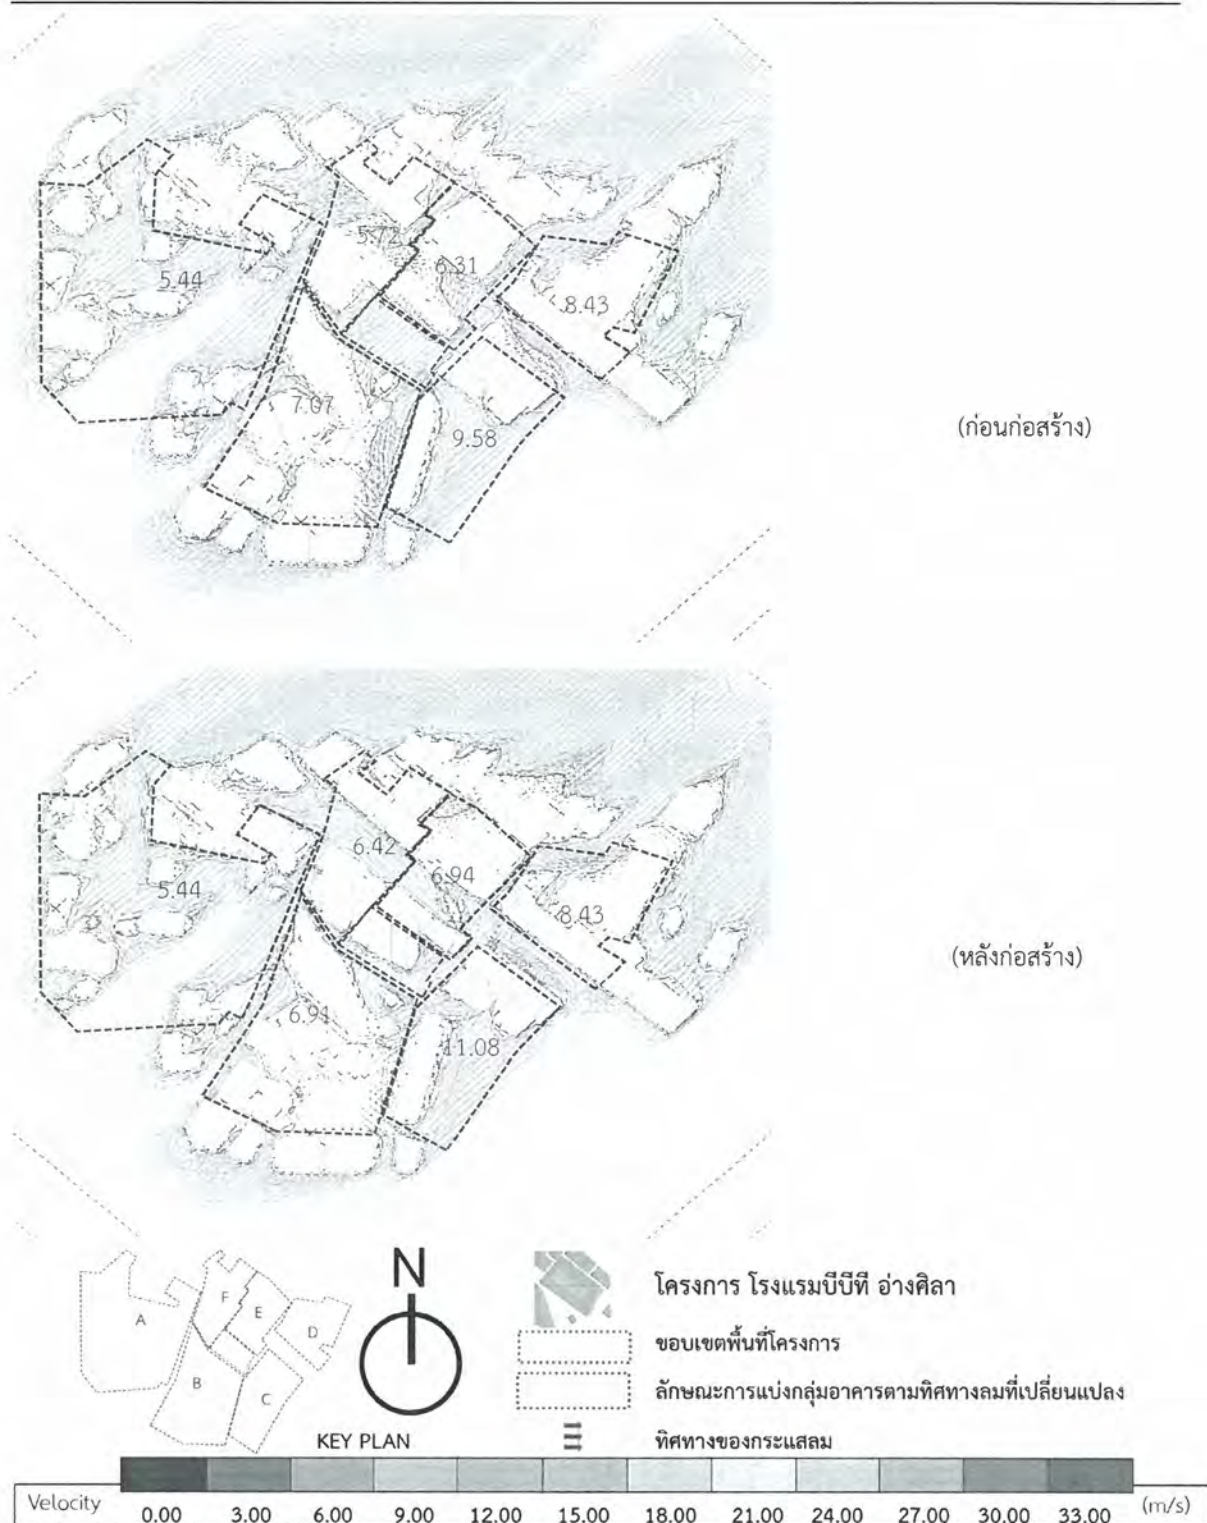 5.72
6.31
5.44
8.43
7.07
9.58
(ก่อนก่อสร้าง)
6.42
6.94
5.44
8.43
6.91
11.08
(หลังก่อสร้าง)
N
A
F
E
D
B
C
KEY PLAN
โครงการ โรงแรมบีบีที อ่างศิลา
ขอบเขตพื้นที่โครงการ
ลักษณะการแบ่งกลุ่มอาคารตามทิศทางลมที่เปลี่ยนแปลง
ทิศทางของกระแสลม
Velocity 0.00 3.00 6.00 9.00 12.00 15.00 18.00 21.00 24.00 27.00 30.00 33.00 (m/s)